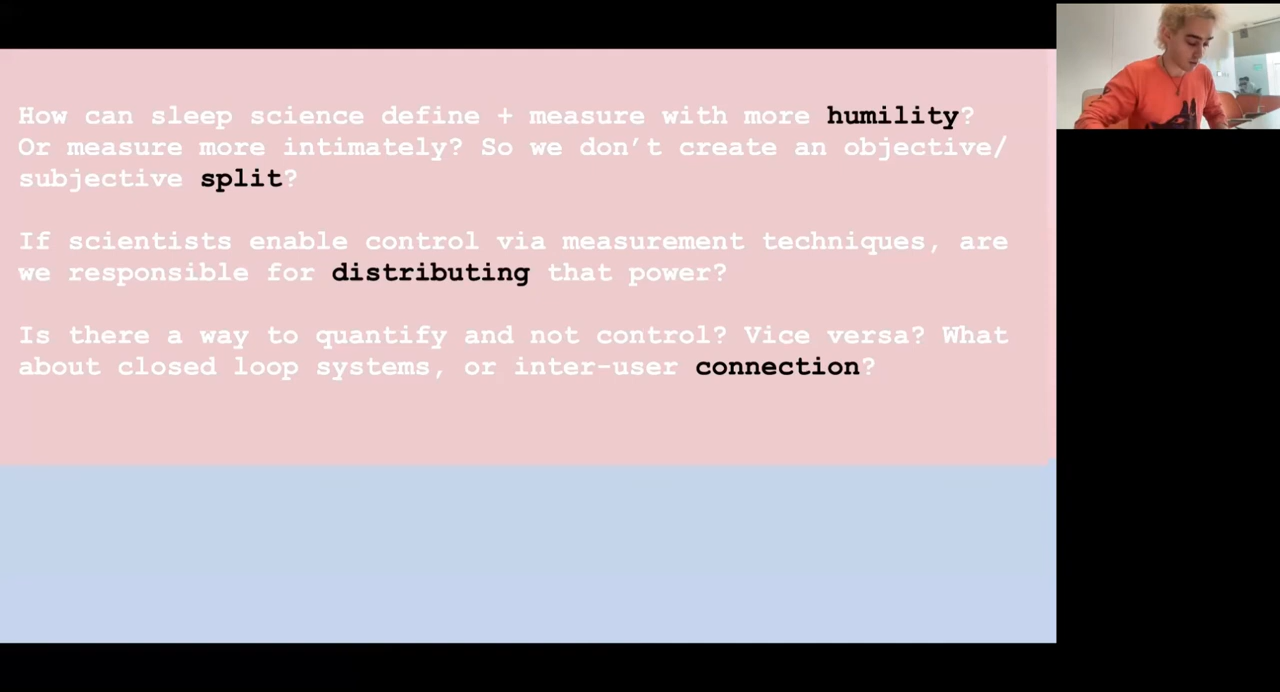 How can sleep science define + measure with more humility?
Or measure more intimately? So we don’t create an objective/
subjective split?
If scientists enable control via measurement techniques, are
we responsible for distributing that power?
Is there a way to quantify and not control? Vice versa? What
about closed loop systems, or inter-user connection?